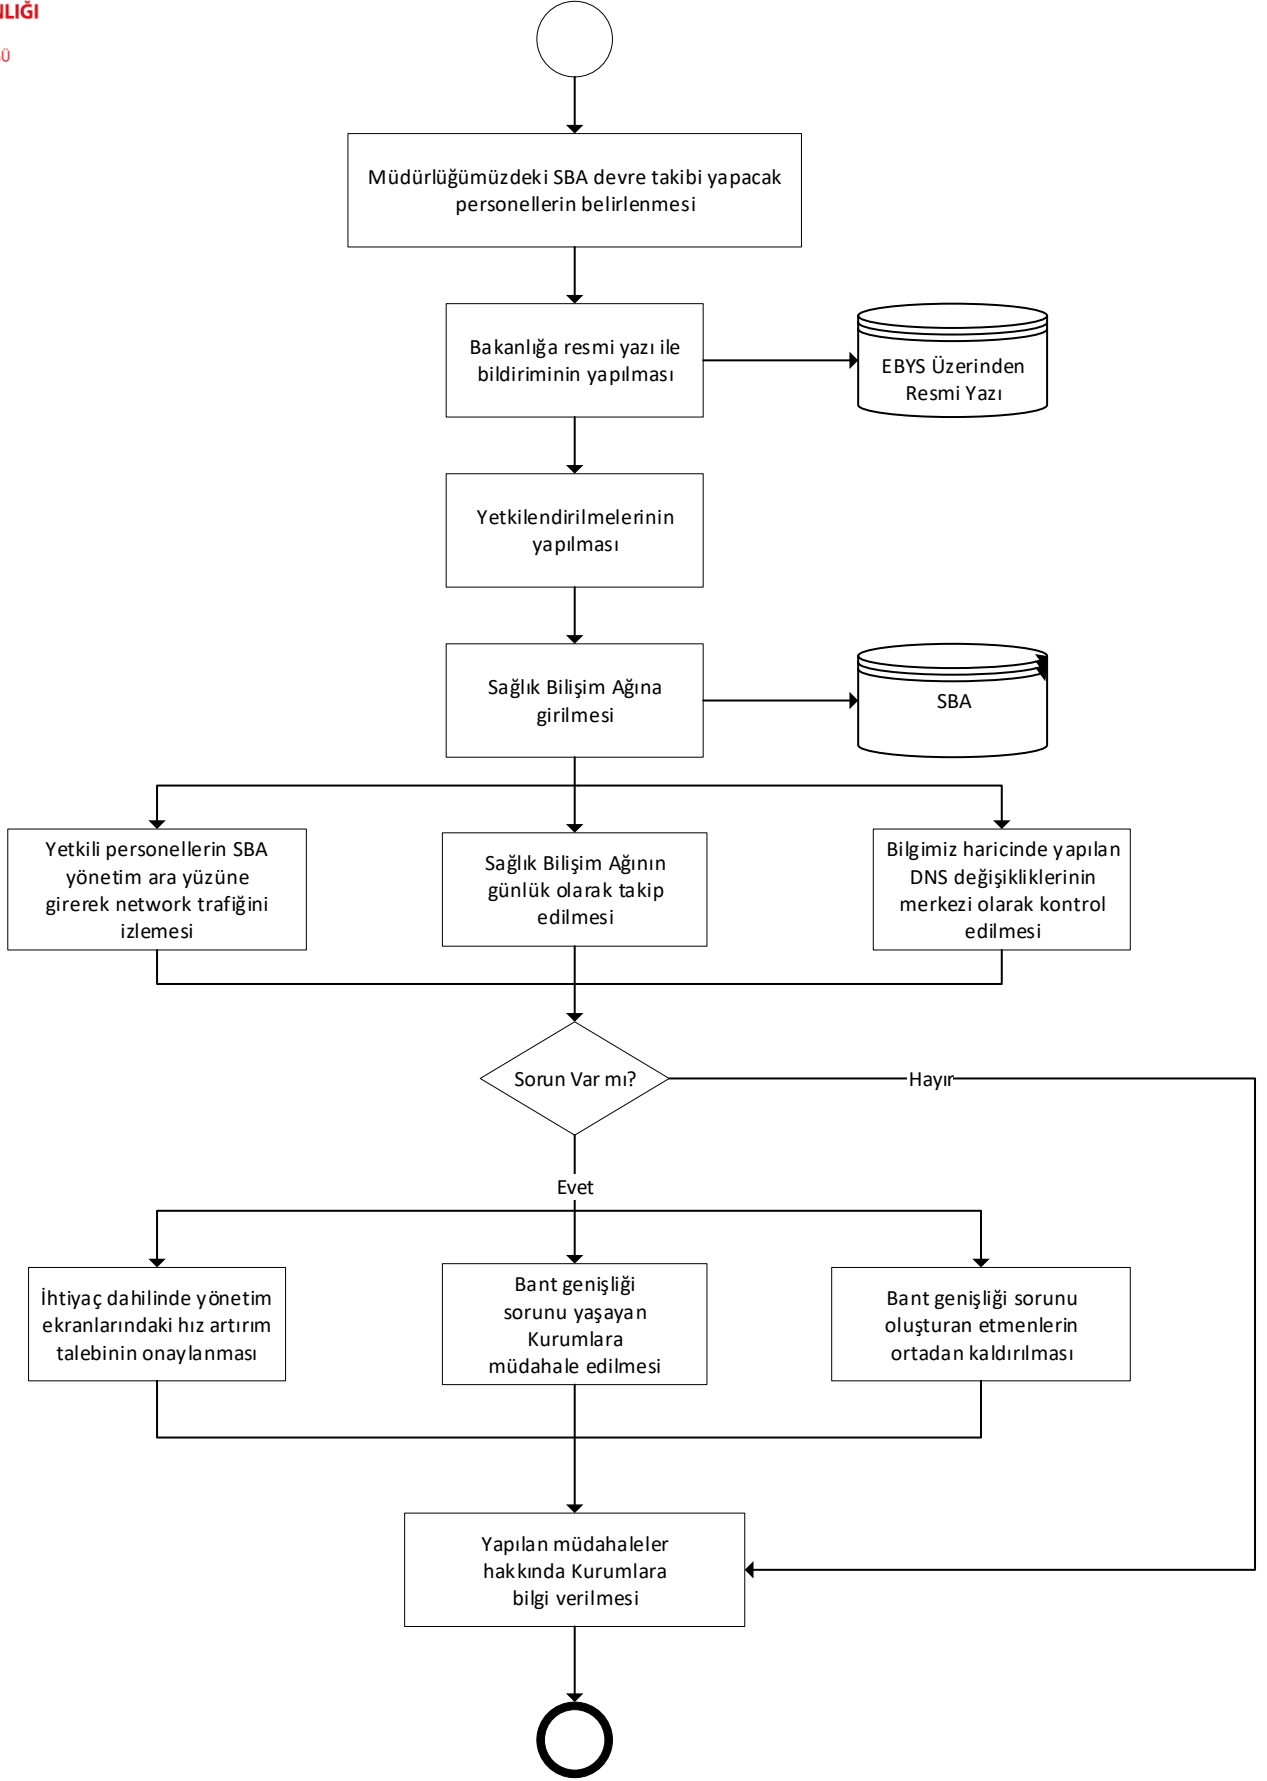 Müdürlüğümüzdeki SBA devre takibi yapacak
personellerin belirlenmesi
Bakanlığa resmi yazı ile
bildiriminin yapılması
EBYS Üzerinden
Resmi Yazı
Yetkilendirilmelerinin
yapılması
Sağlık Bilişim Ağına
girilmesi
SBA
Yetkili personellerin SBA
yönetim ara yüzüne
girerek network trafiğini
izlemesi
Sağlık Bilişim Ağının
günlük olarak takip
edilmesi
Bilgimiz haricinde yapılan
DNS değişikliklerinin
merkezi olarak kontrol
edilmesi
Sorun Var mı?
Hayır
Evet
İhtiyaç dahilinde yönetim
ekranlarındaki hız artırım
talebinin onaylanması
Bant genişliği
sorunu yaşayan
Kurumlara
müdahale edilmesi
Bant genişliği sorunu
oluşturan etmenlerin
ortadan kaldırılması
Yapılan müdahaleler
hakkında Kurumlara
bilgi verilmesi